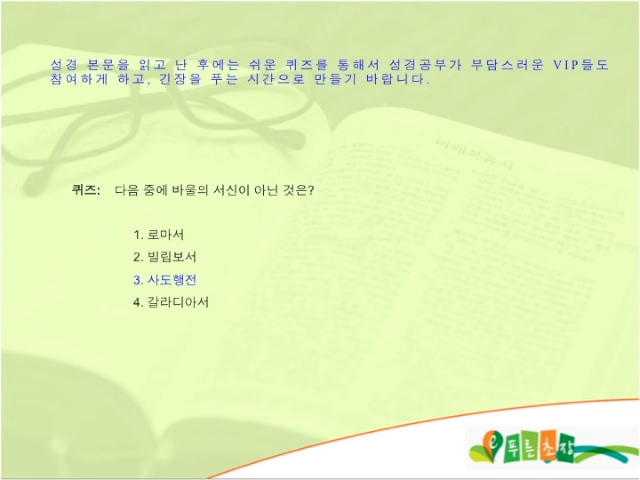 성경 본문을 읽고 난 후에는 쉬운 퀴즈를 통해서 성경공부가 부담스러운 VIP들도
참여하게 하고, 긴장을 푸는 시간으로 만들기 바랍니다.
퀴즈: 다음 중에 바울의 서신이 아닌 것은?
1. 로마서
2. 빌립보서
3. 사도행전
4. 갈라디아서
e푸른초장